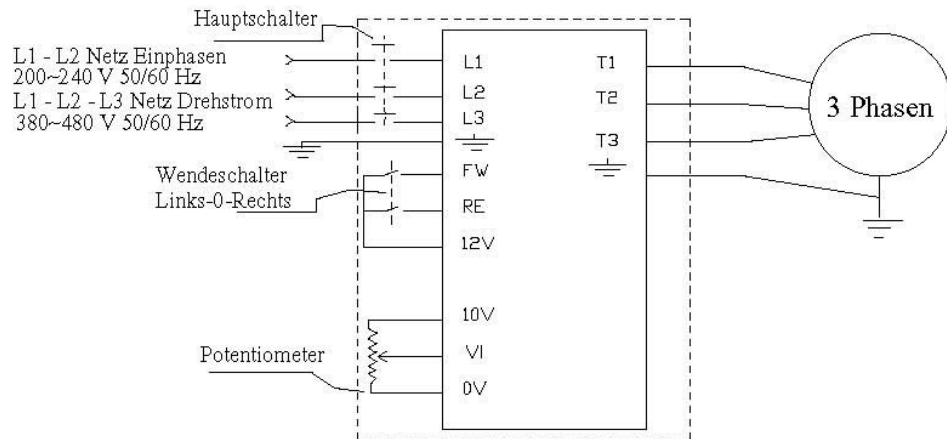 Hauptschalter
L1 - L2 Netz Einphasen
200~240 V 50/60 Hz
L1 - L2 - L3 Netz Drehstrom
380~480 V 50/60 Hz
Wendeschalter
Links-0-Rechts
Potentiometer
L1
L2
L3
FW
RE
12V
10V
VI
0V
T1
T2
T3
3 Phasen